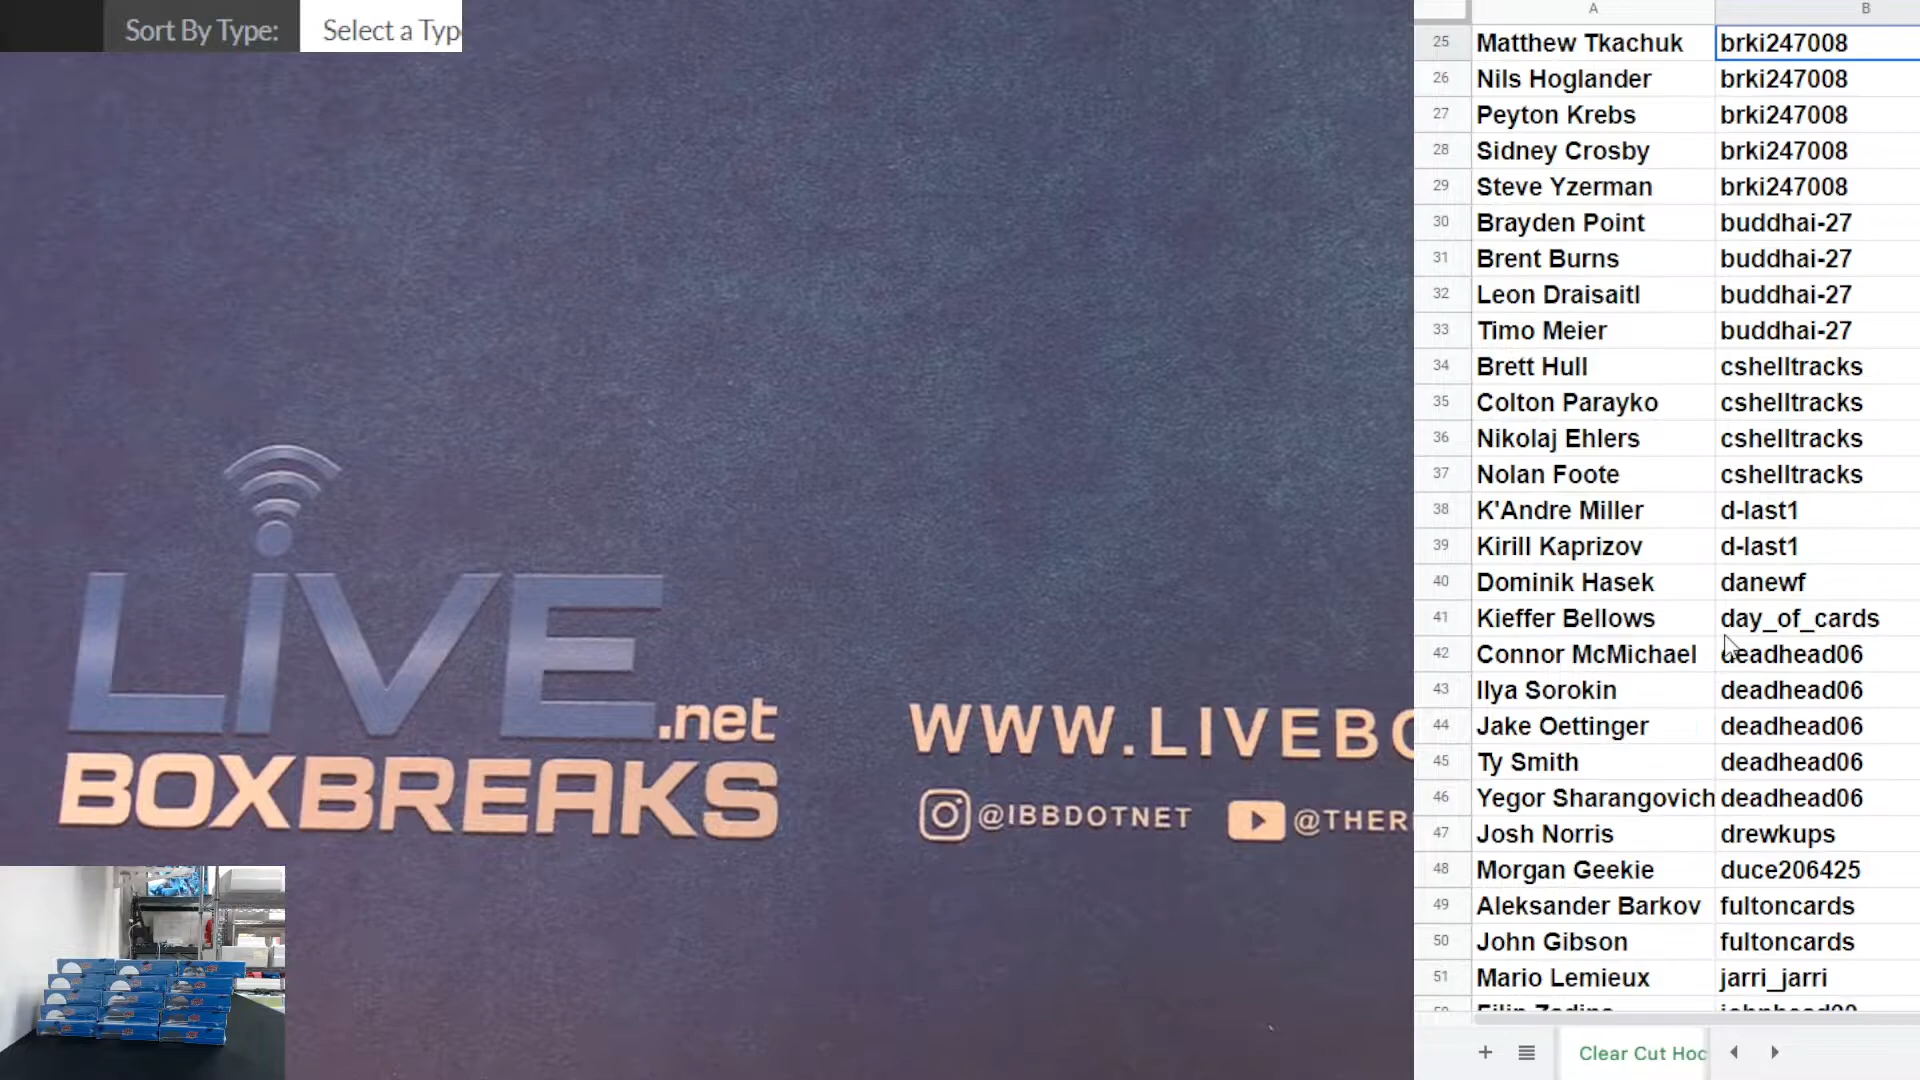 Sort By Type:
Select a Typ
A
B
25 Matthew Tkachuk brki247008
26 Nils Hoglander brki247008
27 Peyton Krebs brki247008
28 Sidney Crosby brki247008
29 Steve Yzerman brki247008
30 Brayden Point buddhai-27
31 Brent Burns buddhai-27
32 Leon Draisaitl buddhai-27
33 Timo Meier buddhai-27
34 Brett Hull cshelltracks
35 Colton Parayko cshelltracks
36 Nikolaj Ehlers cshelltracks
37 Nolan Foote cshelltracks
38 K'Andre Miller d-last1
39 Kirill Kaprizov d-last1
40 Dominik Hasek danewf
41 Kieffer Bellows day_of_cards
42 Connor McMichael deadhead06
43 Ilya Sorokin deadhead06
44 Jake Oettinger deadhead06
45 Ty Smith deadhead06
46 Yegor Sharangovich deadhead06
47 Josh Norris drewkups
48 Morgan Geekie duce206425
49 Aleksander Barkov fultoncards
50 John Gibson fultoncards
51 Mario Lemieux jarri_jarri
Clear Cut Hoc
LiVE.net
BOXBREAKS
WWW.LIVEBO
@IBBDOTNET
@THER